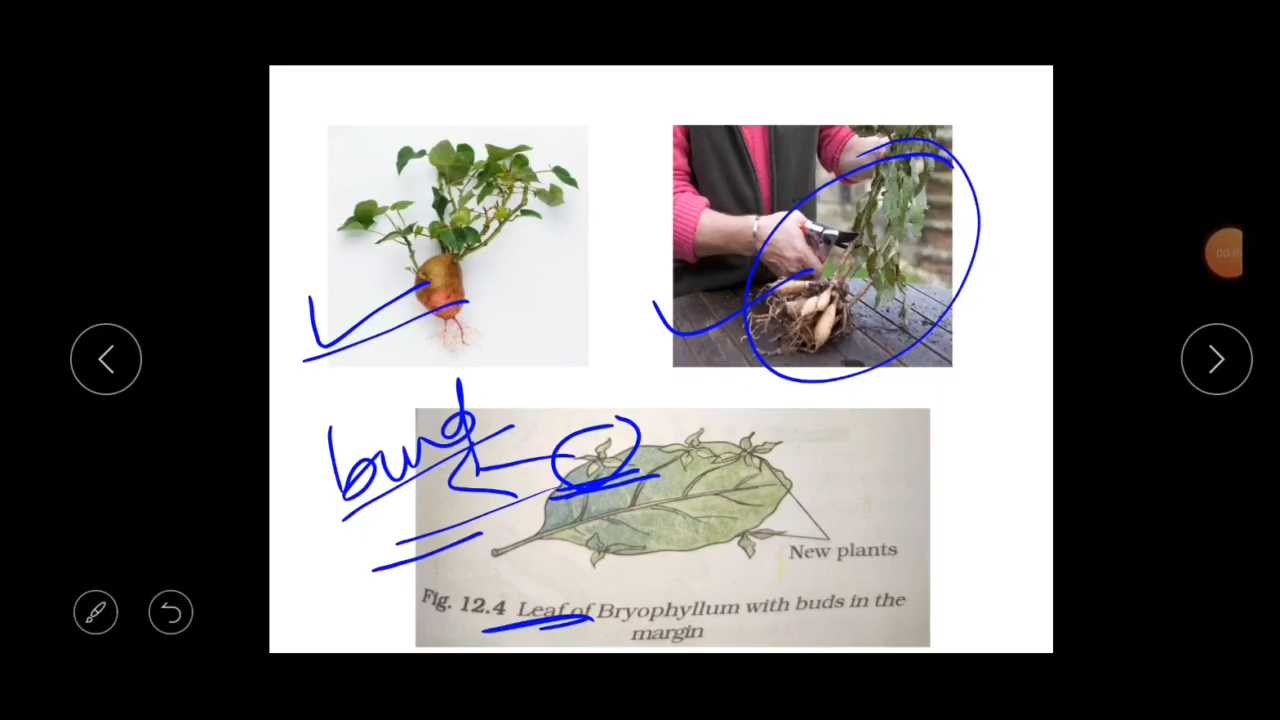 bud
New plants
Fig. 12.4 Leaf of Bryophyllum with buds in the
margin